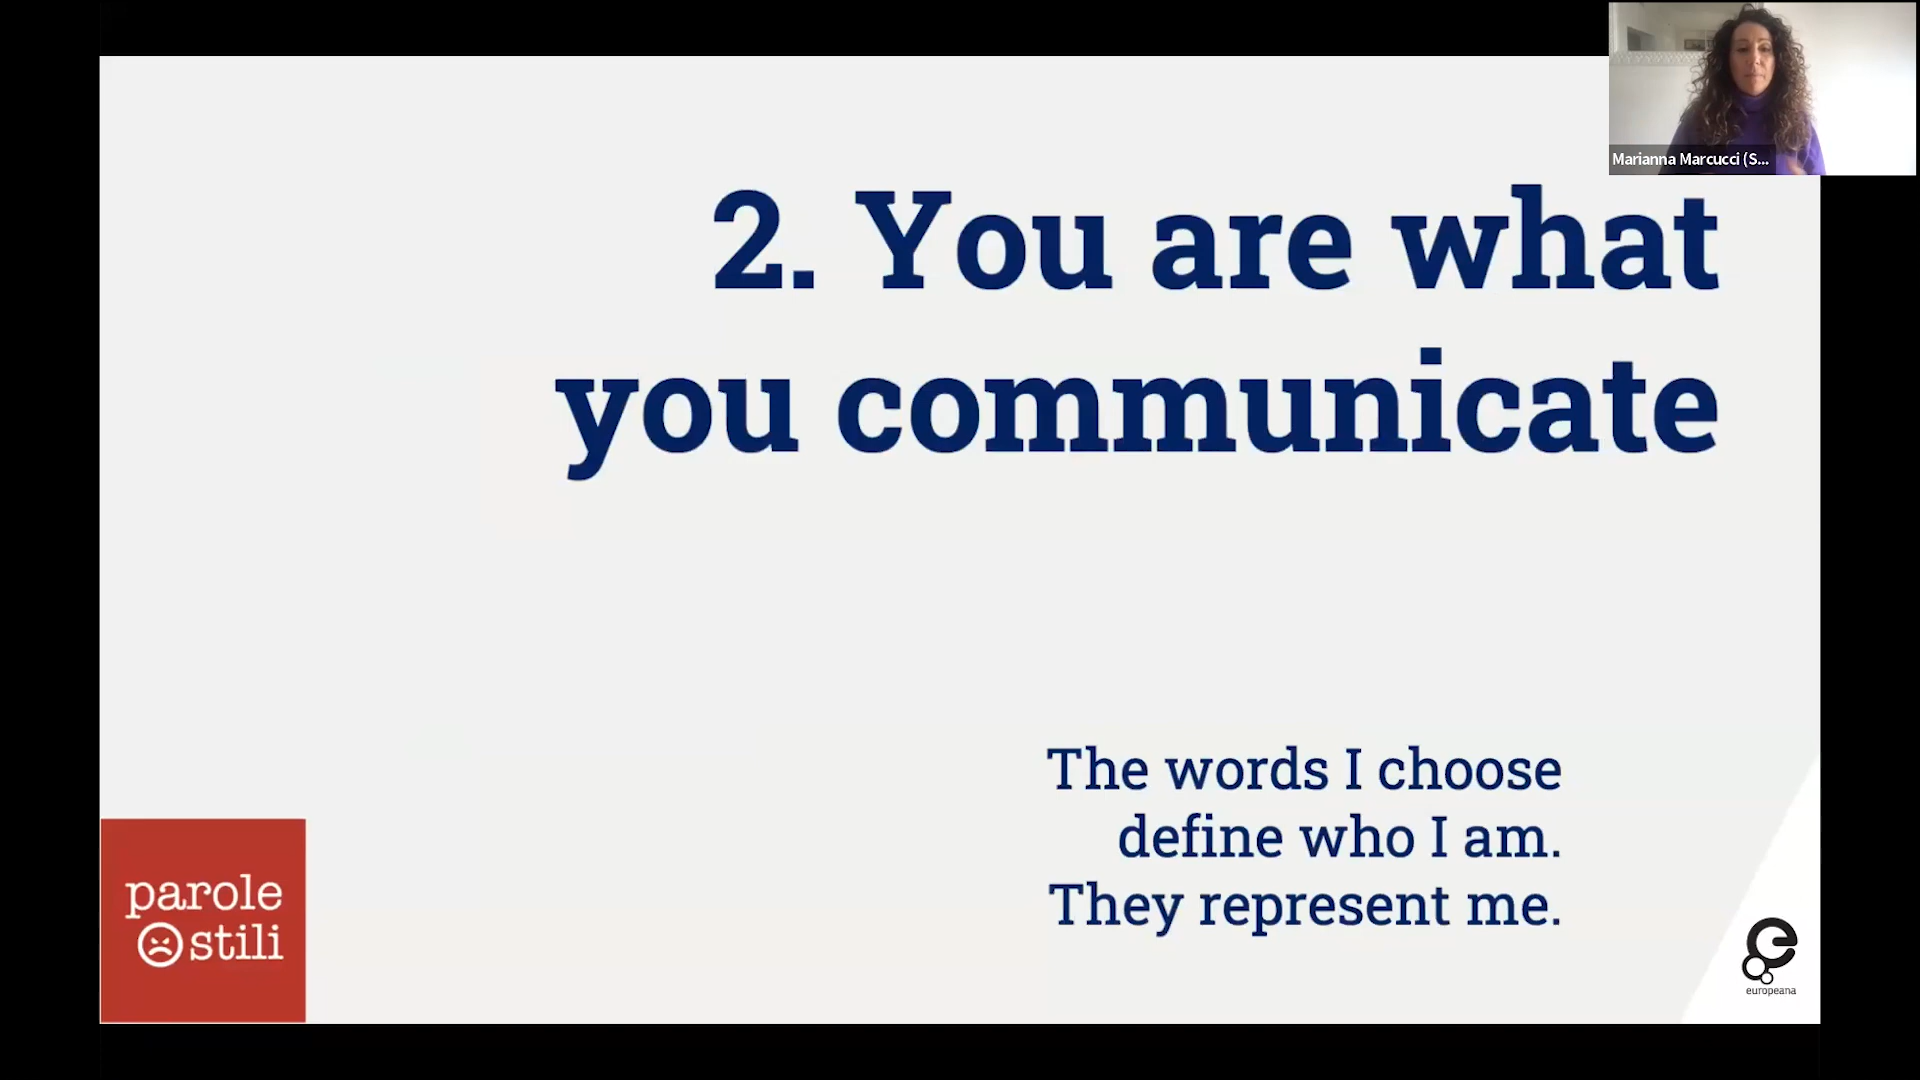 Marianna Marcucci (S...
2. You are what
you communicate
The words I choose
define who I am.
They represent me.
parole
ostili
europeana